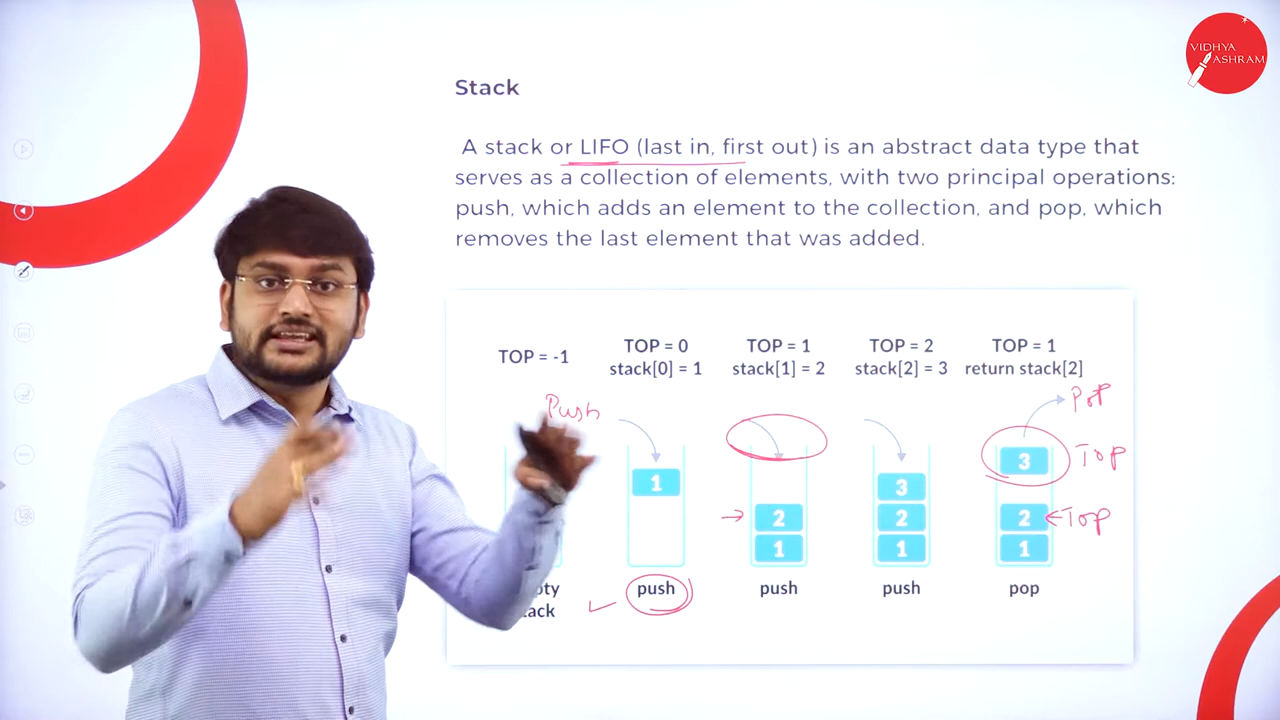 VIDHYA
ASHRAM
Stack
A stack or LIFO (last in, first out) is an abstract data type that
serves as a collection of elements, with two principal operations:
push, which adds an element to the collection, and pop, which
removes the last element that was added.
TOP = -1
TOP = 0
stack[0] = 1
TOP = 1
stack[1] = 2
TOP = 2
stack[2] = 3
TOP = 1
return stack[2]
Push
Pop
1
2
1
3
2
1
3
Top
2
Top
1
push
push
push
pop